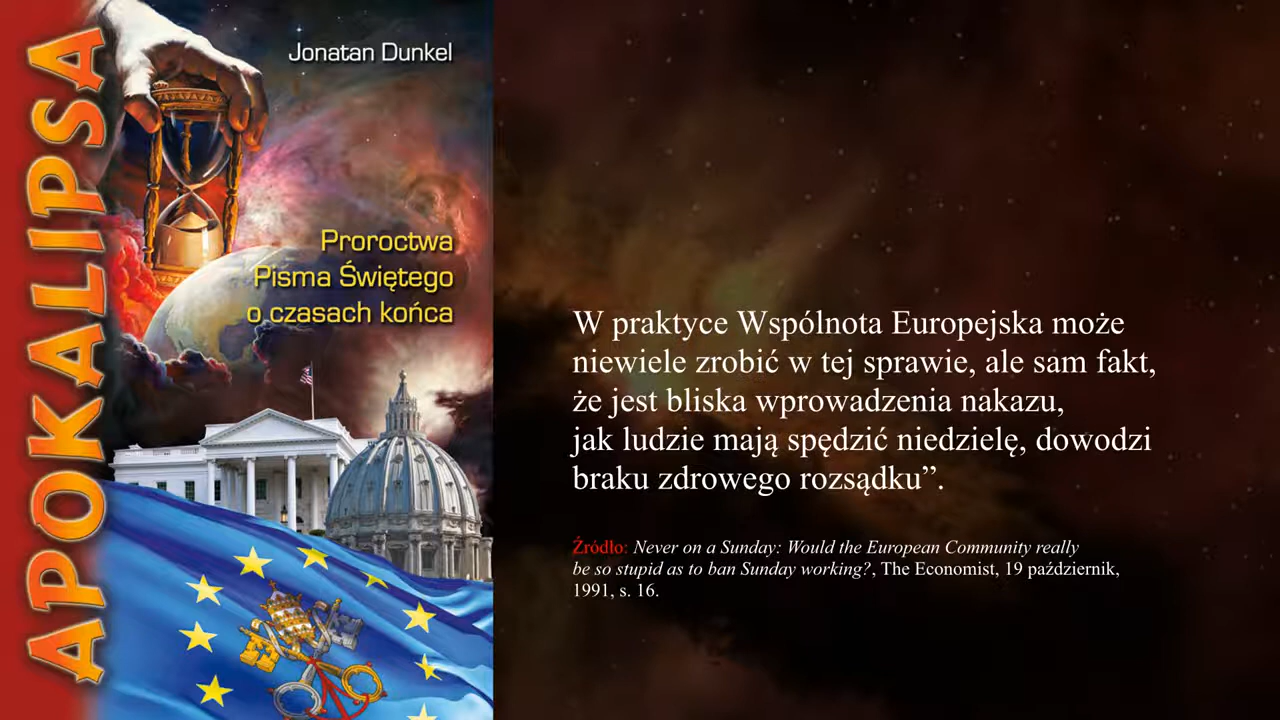 APOKALIPSA
Jonatan Dunkel
Proroctwa
Pisma Świętego
o czasach końca
W praktyce Wspólnota Europejska może
niewiele zrobić w tej sprawie, ale sam fakt,
że jest bliska wprowadzenia nakazu,
jak ludzie mają spędzić niedzielę, dowodzi
braku zdrowego rozsądku”.
Źródło: Never on a Sunday: Would the European Community really
be so stupid as to ban Sunday working?, The Economist, 19 październik,
1991, s. 16.